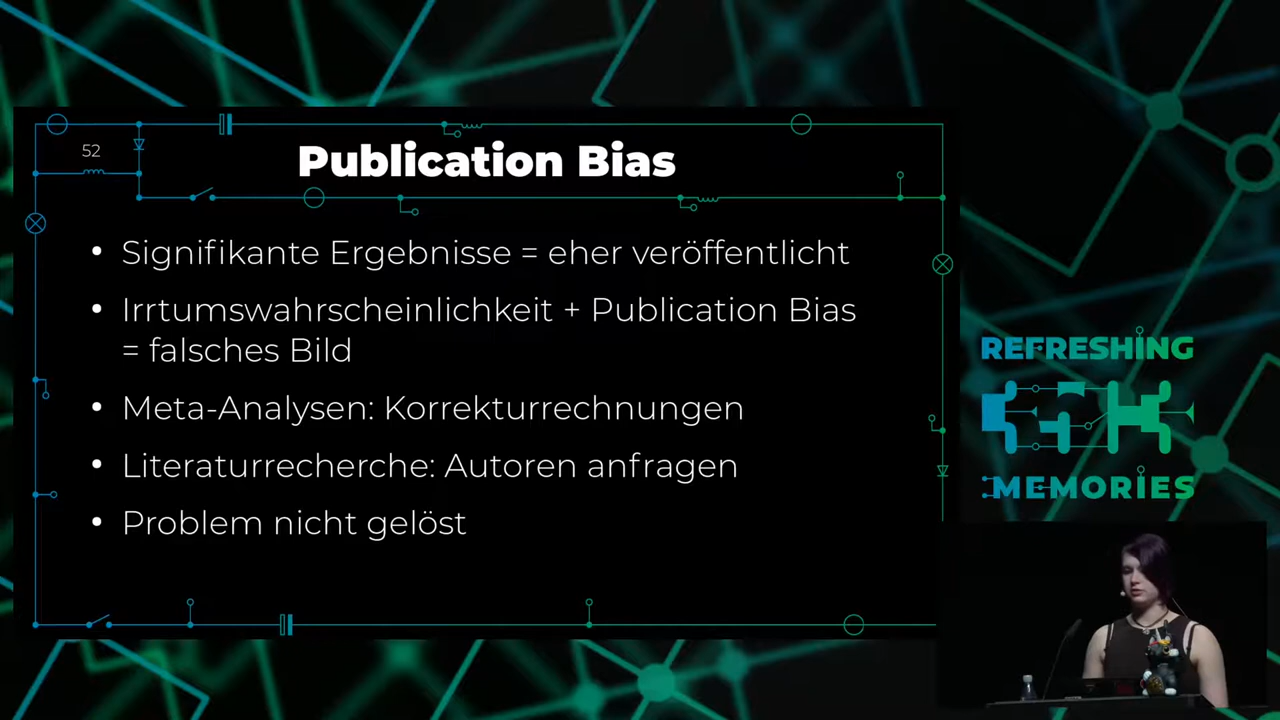 52
Publication Bias
• Signifikante Ergebnisse = eher veröffentlicht
• Irrtumswahrscheinlichkeit + Publication Bias
= falsches Bild
• Meta-Analysen: Korrekturrechnungen
• Literaturrecherche: Autoren anfragen
• Problem nicht gelöst
REFRESHING
MEMORIES